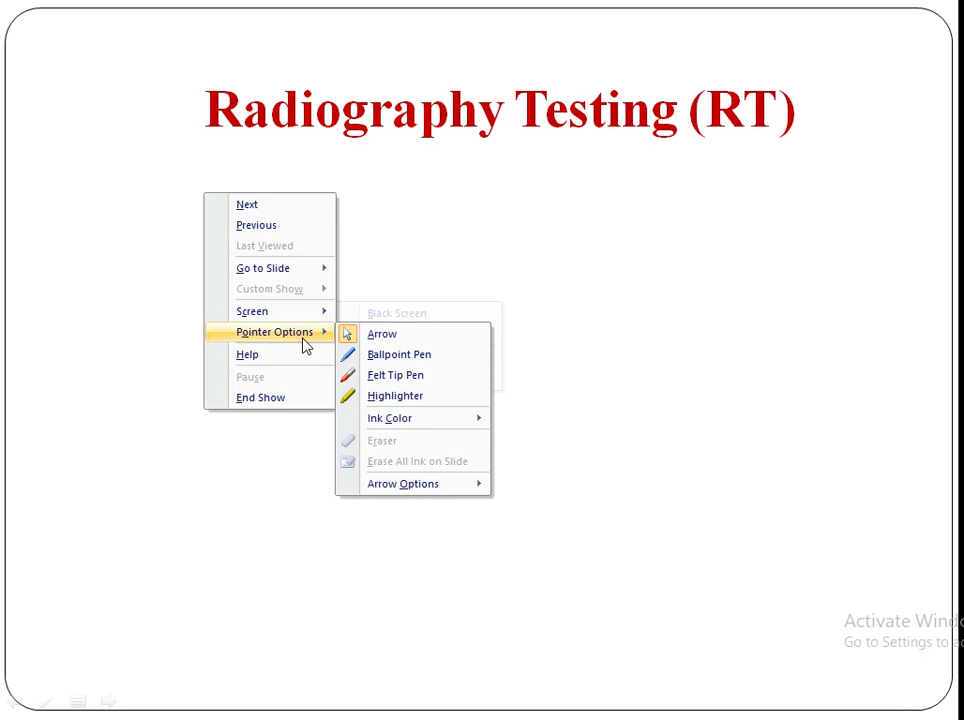 Radiography Testing (RT)
Next
Previous
Last Viewed
Go to Slide
Custom Show
Screen
Pointer Options
Help
Pause
End Show
Black Screen
Arrow
Ballpoint Pen
Felt Tip Pen
Highlighter
Ink Color
Eraser
Erase All Ink on Slide
Arrow Options
Activate Wind
Go to Settings to a